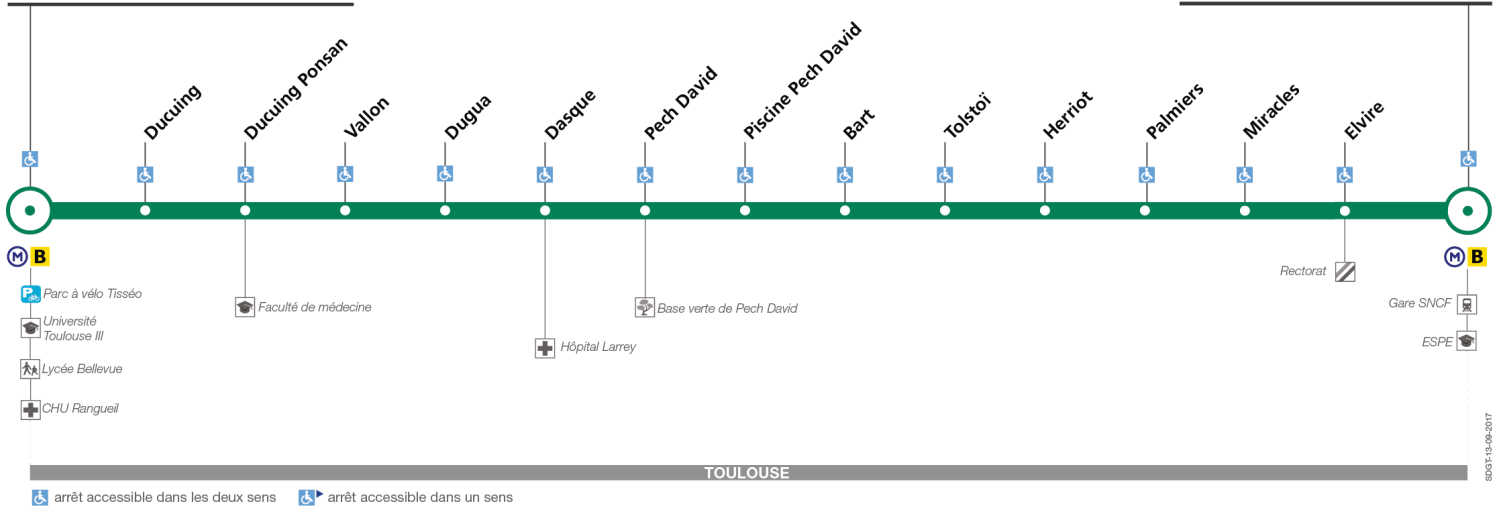 Ducuing
Ducuing Ponsan
Vallon
Dugua
Dasque
Pech David
Piscine Pech David
Bart
Tolstoï
Herriot
Palmiers
Miracles
Elvire
M B
P Parc à vélo Tisséo
Université
Toulouse III
Lycée Bellevue
CHU Rangueil
Faculté de médecine
Hôpital Larrey
Base verte de Pech David
Rectorat
M B
Gare SNCF
ESPE
SDGT-13-09-2017
TOULOUSE
arrêt accessible dans les deux sens
arrêt accessible dans un sens